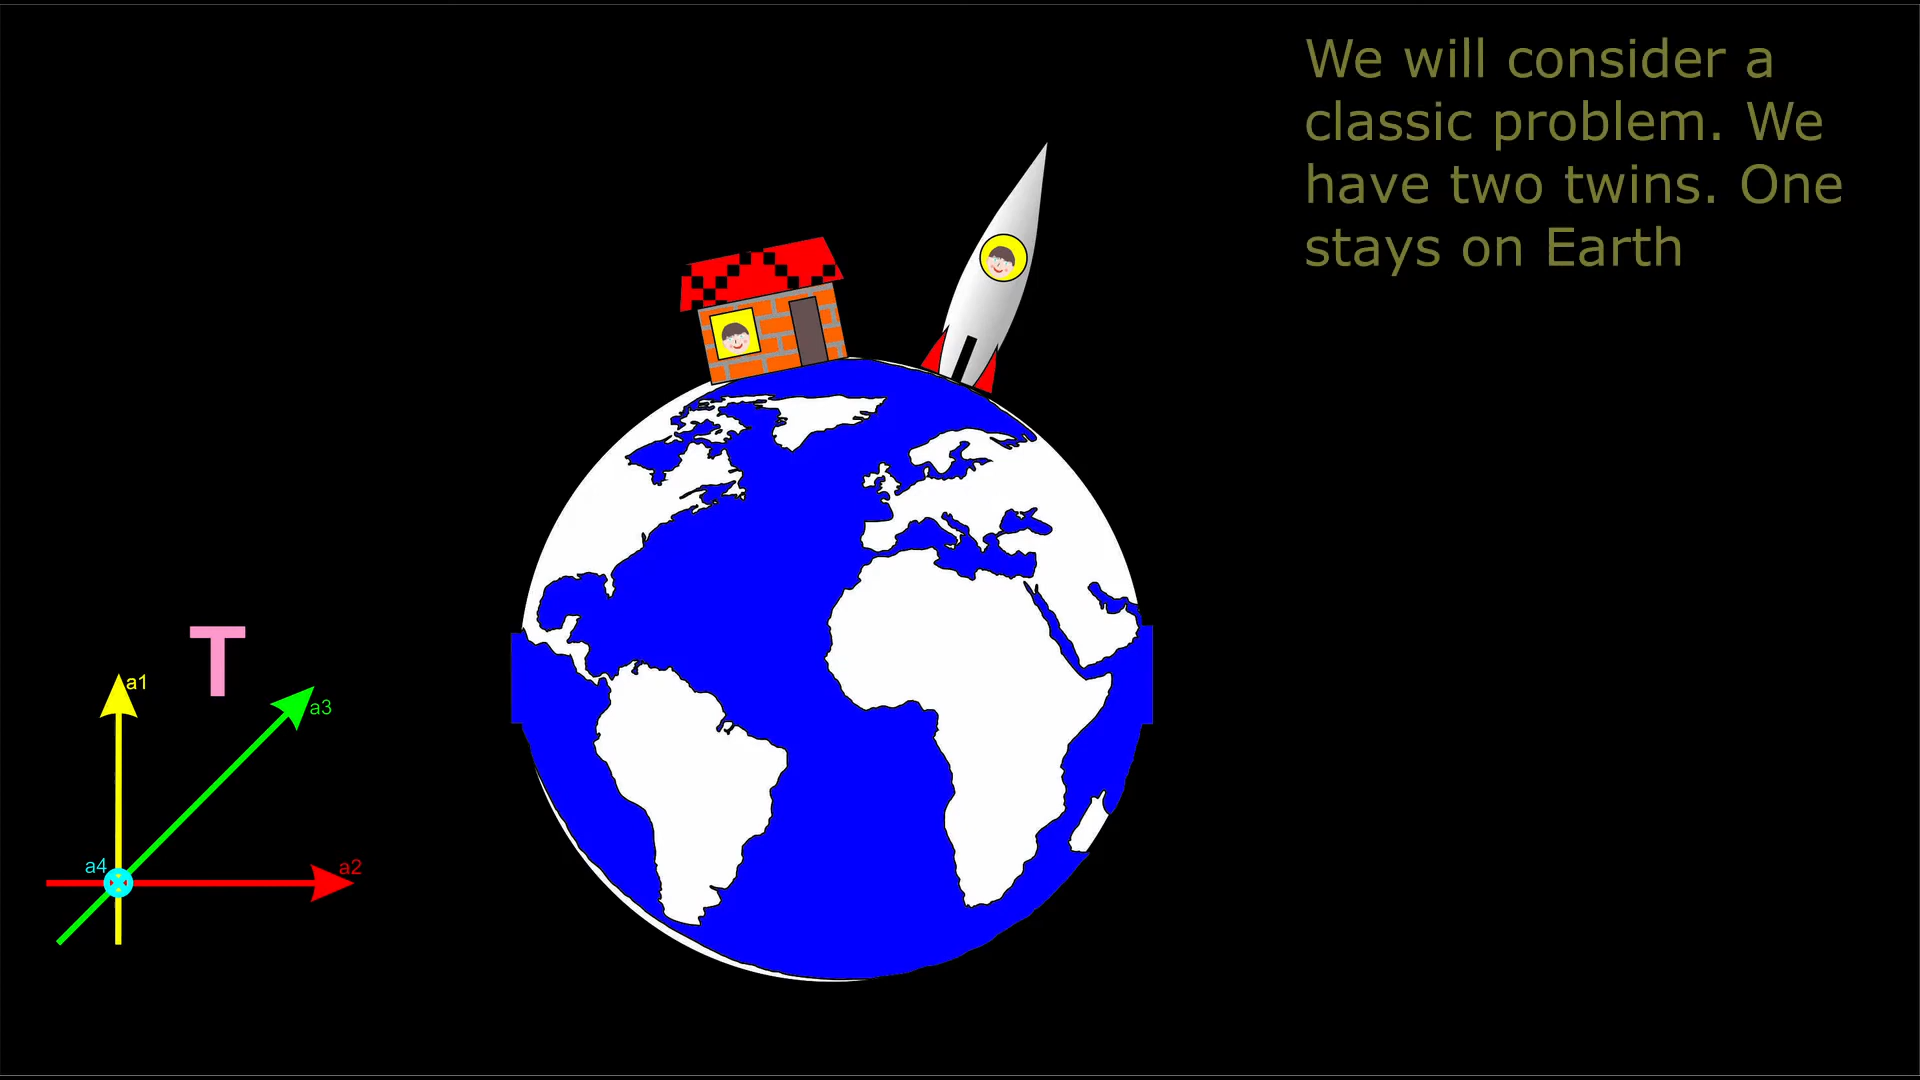 We will consider a
classic problem. We
have two twins. One
stays on Earth
T
a1
a3
a4
a2